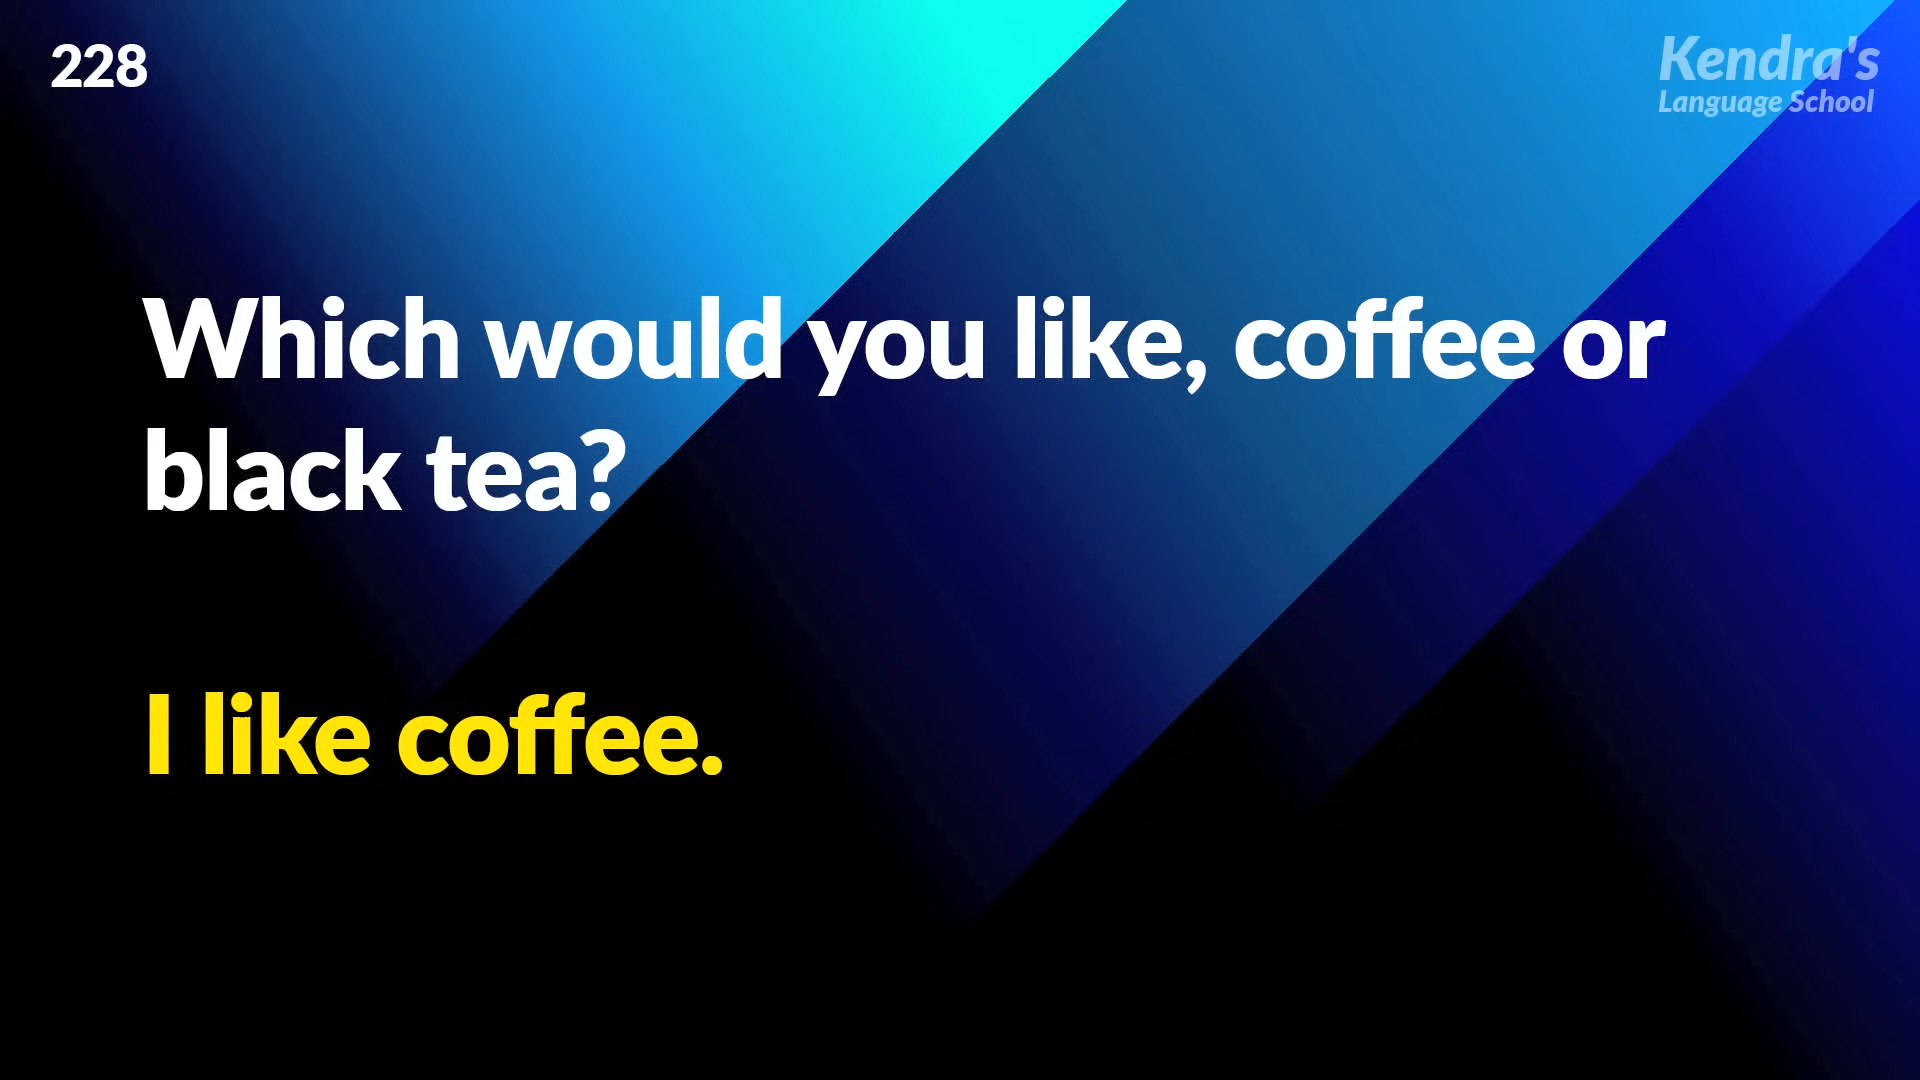 228
Kendra's
Language School
Which would you like, coffee or
black tea?
I like coffee.